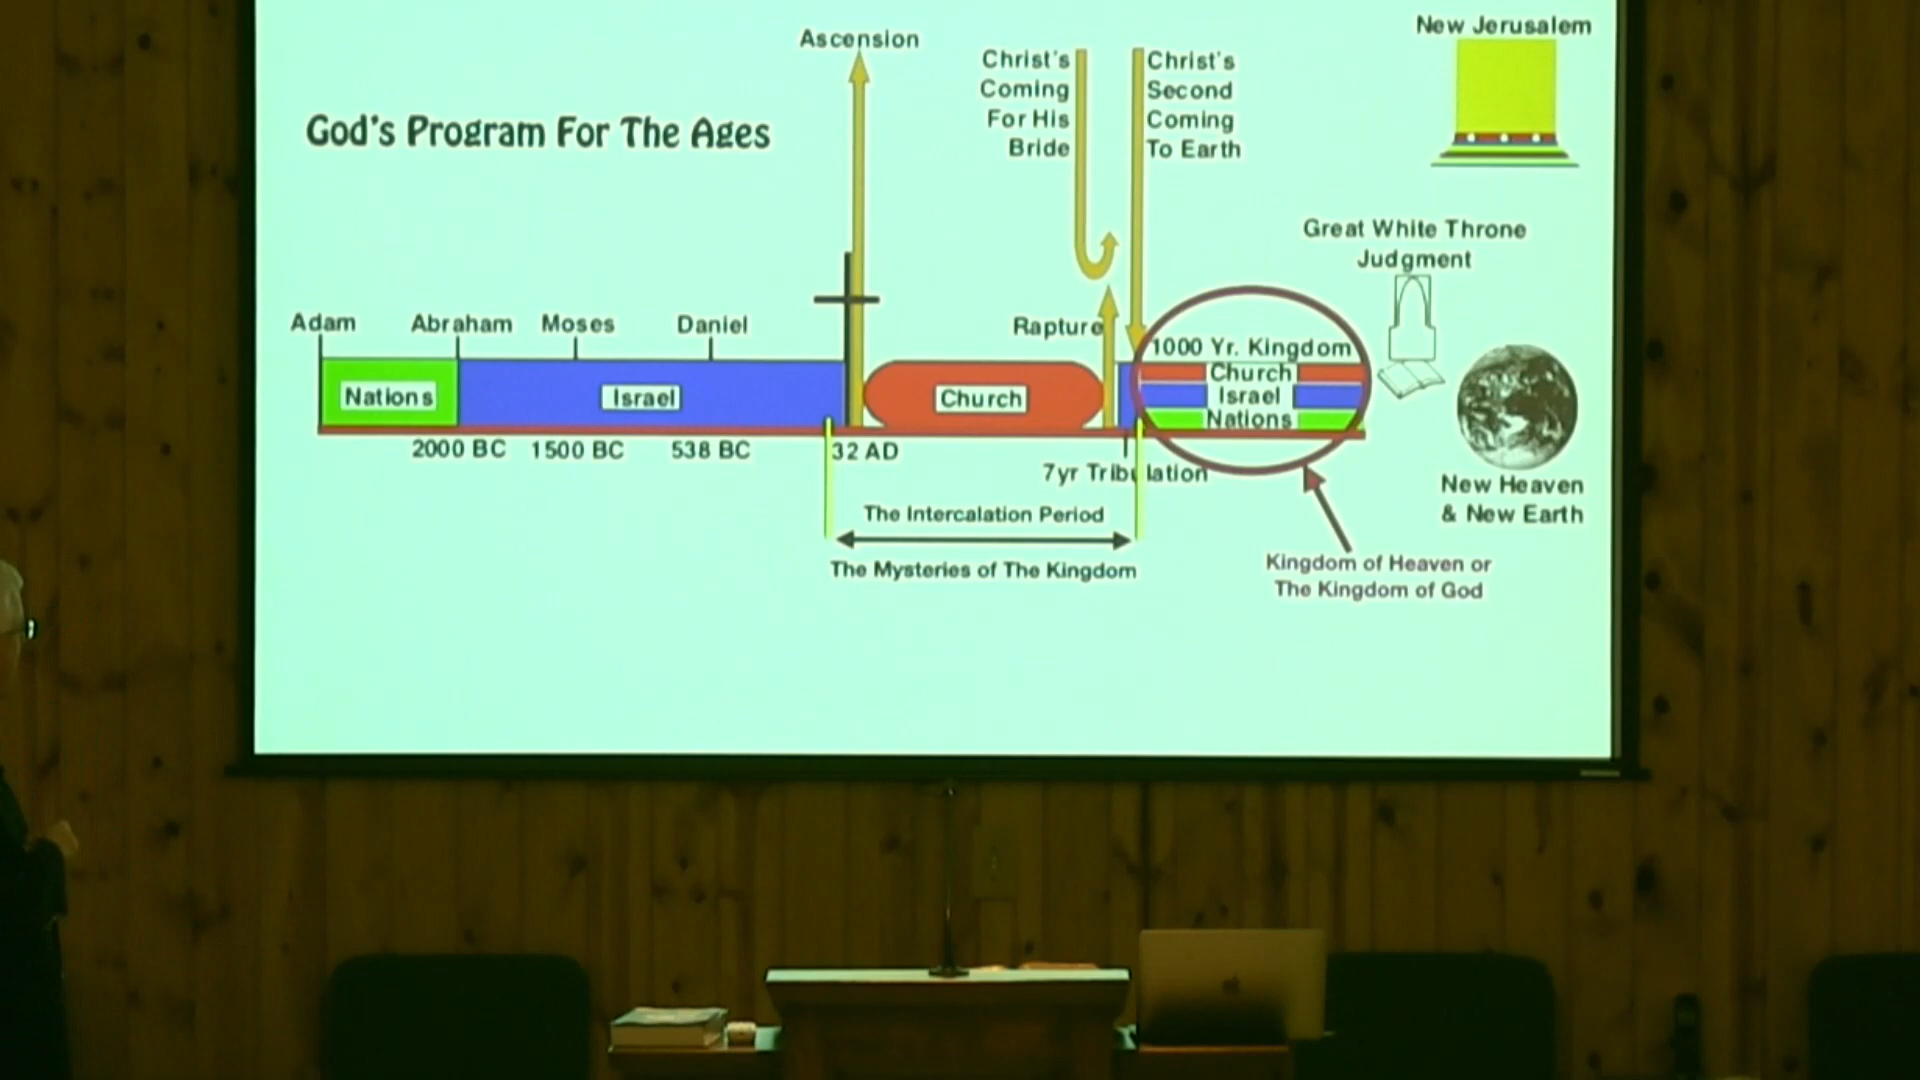 New Jerusalem
Ascension
Christ's
Coming
For His
Bride
Christ's
Second
Coming
To Earth
God's Program For The Ages
Great White Throne
Judgment
Adam
Abraham
Moses
Daniel
Rapture
1000 Yr. Kingdom
Church
Israel
Nations
Nations
Israel
Church
2000 BC
1500 BC
538 BC
32 AD
7yr Tribulation
New Heaven
& New Earth
The Intercalation Period
The Mysteries of The Kingdom
Kingdom of Heaven or
The Kingdom of God